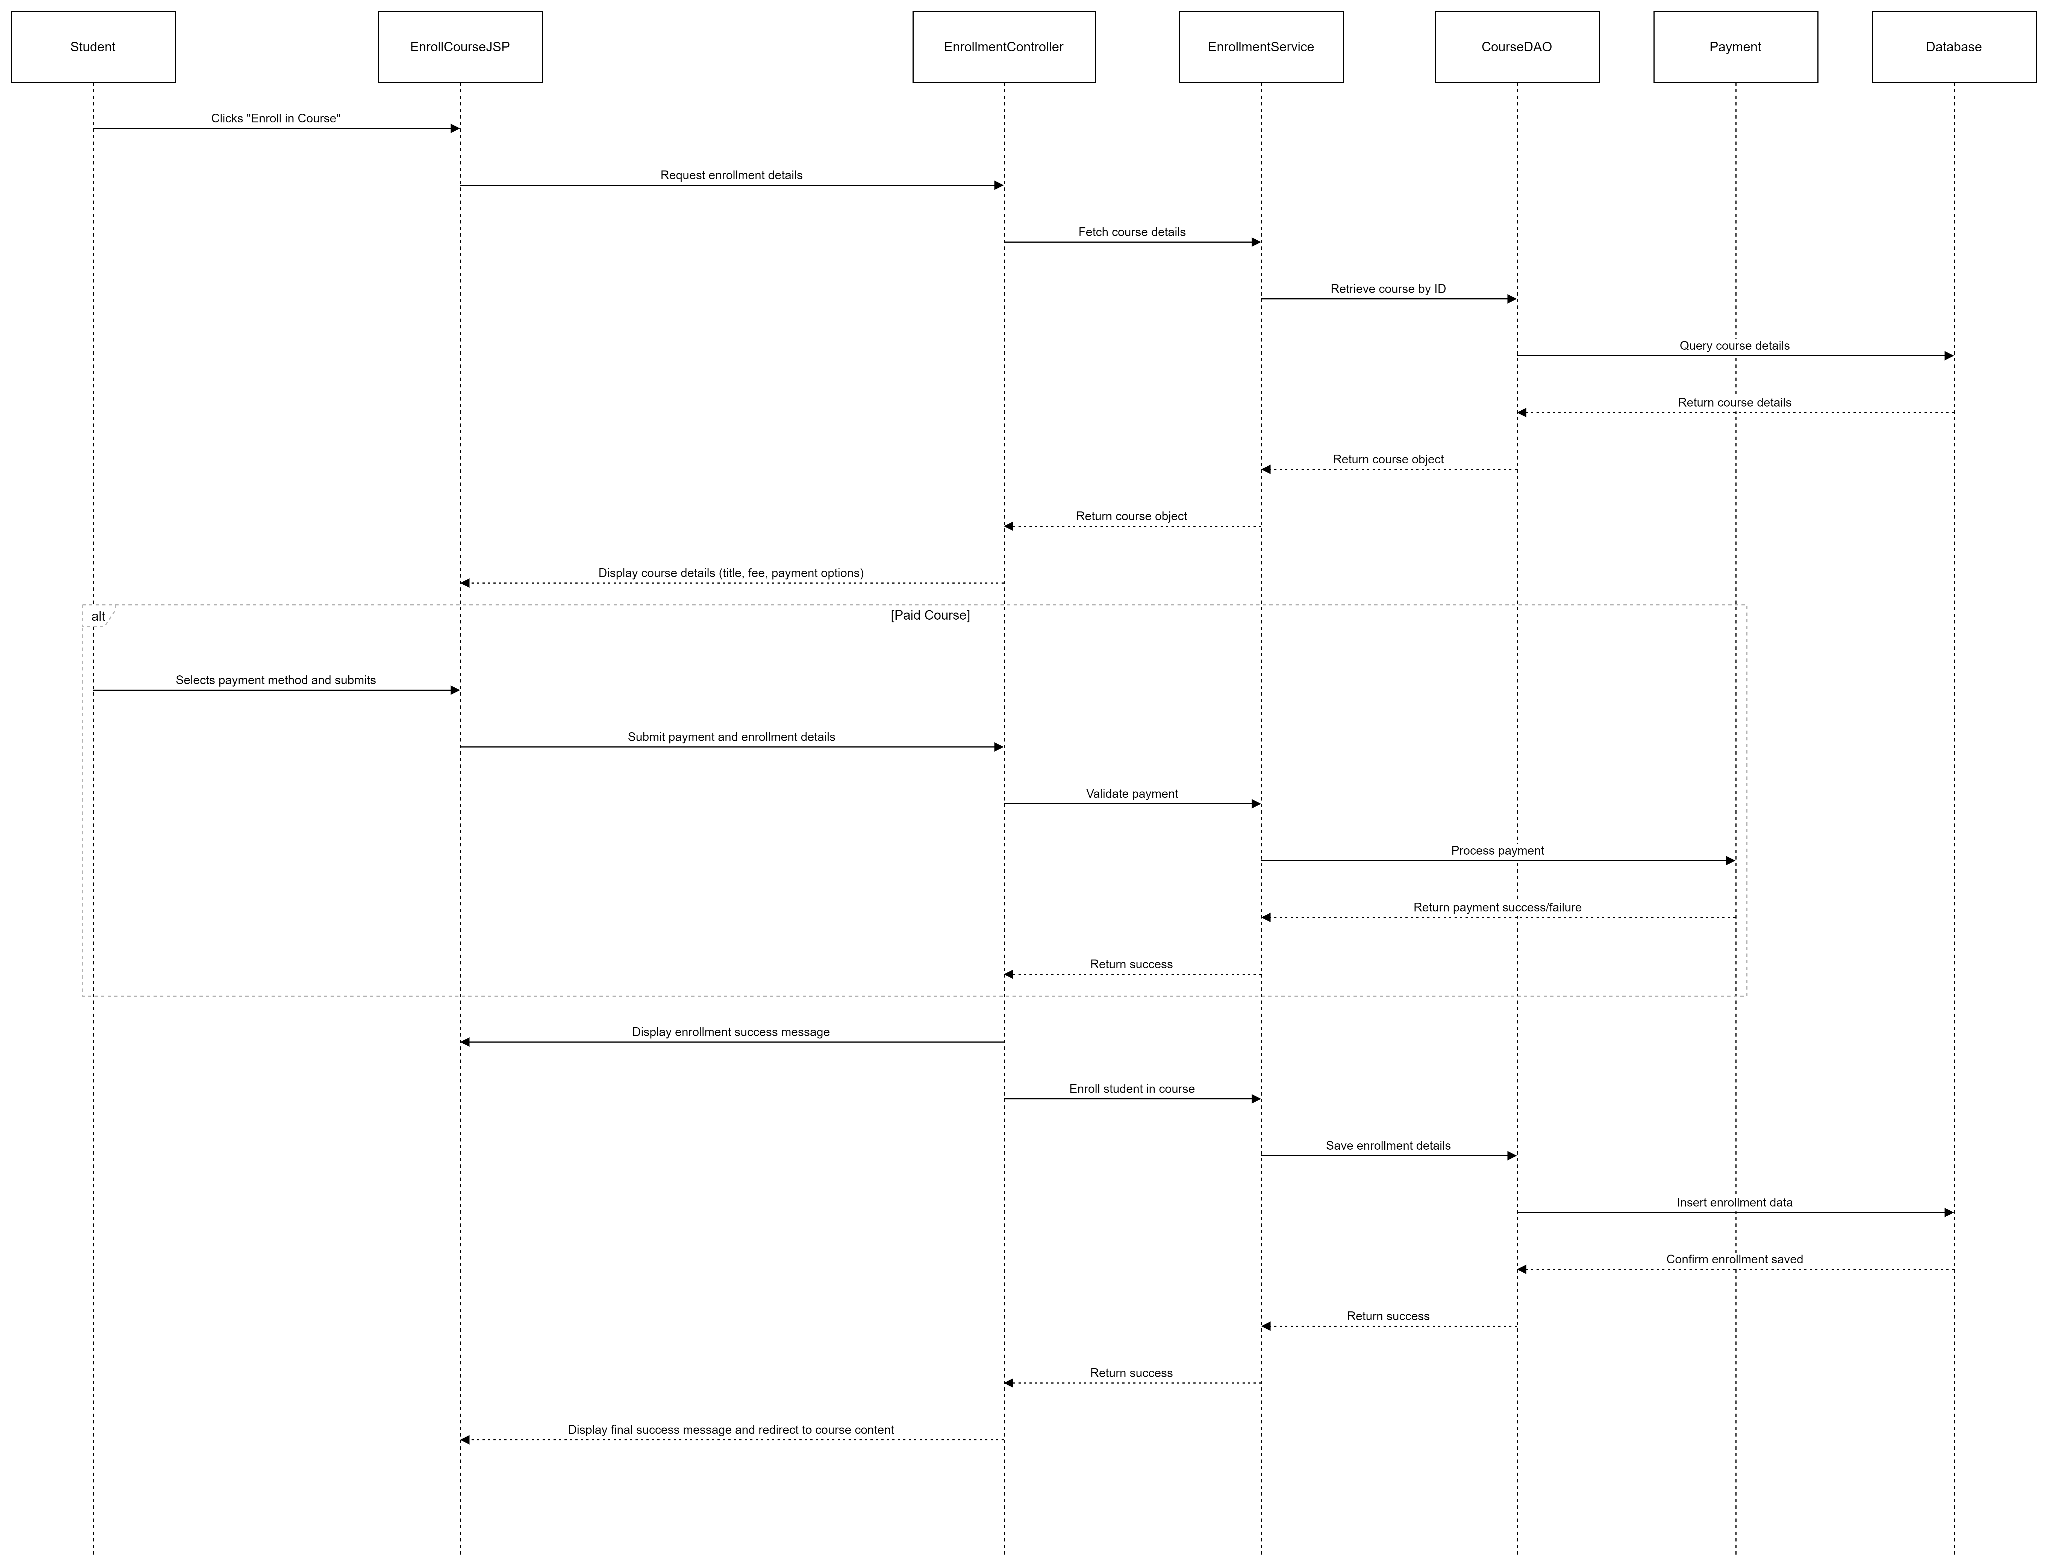 Student
EnrollCourseJSP
EnrollmentController
EnrollmentService
CourseDAO
Payment
Database
Clicks "Enroll in Course"
Request enrollment details
Fetch course details
Retrieve course by ID
Query course details
Return course details
Return course object
Return course object
Display course details (title, fee, payment options)
alt
[Paid Course]
Selects payment method and submits
Submit payment and enrollment details
Validate payment
Process payment
Return payment success/failure
Return success
Display enrollment success message
Enroll student in course
Save enrollment details
Insert enrollment data
Confirm enrollment saved
Return success
Return success
Display final success message and redirect to course content